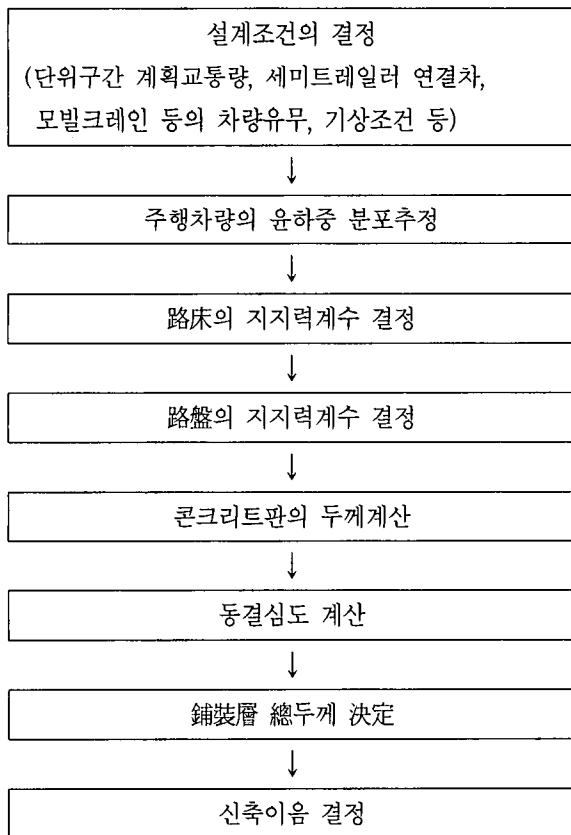 설계조건의 결정
(단위구간 계획교통량, 세미트레일러 연결차,
모빌크레인 등의 차량유무, 기상조건 등)
↓
주행차량의 윤하중 분포추정
↓
路床의 지지력계수 결정
↓
路盤의 지지력계수 결정
↓
콘크리트판의 두께계산
↓
동결심도 계산
↓
鋪裝層 總두께 決定
↓
신축이음 결정